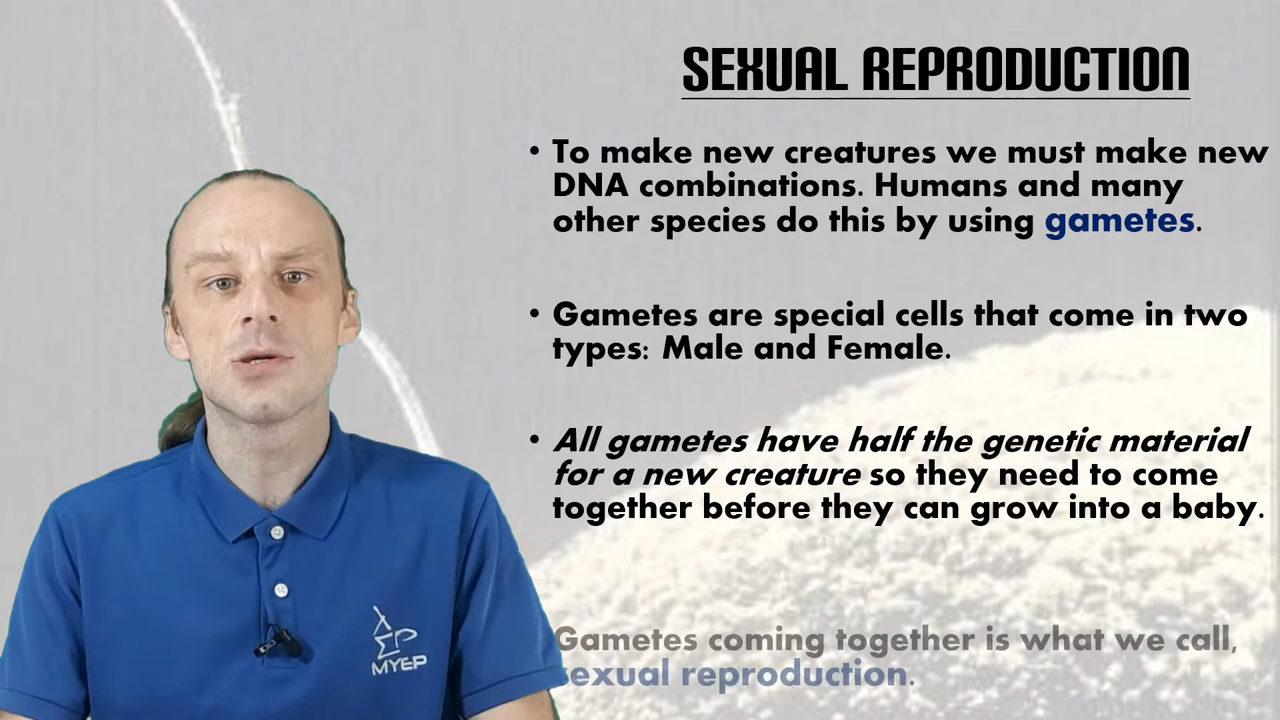 SEXUAL REPRODUCTION
• To make new creatures we must make new
DNA combinations. Humans and many
other species do this by using gametes.
• Gametes are special cells that come in two
types: Male and Female.
• All gametes have half the genetic material
for a new creature so they need to come
together before they can grow into a baby.
Gametes coming together is what we call,
sexual reproduction.
MYEP